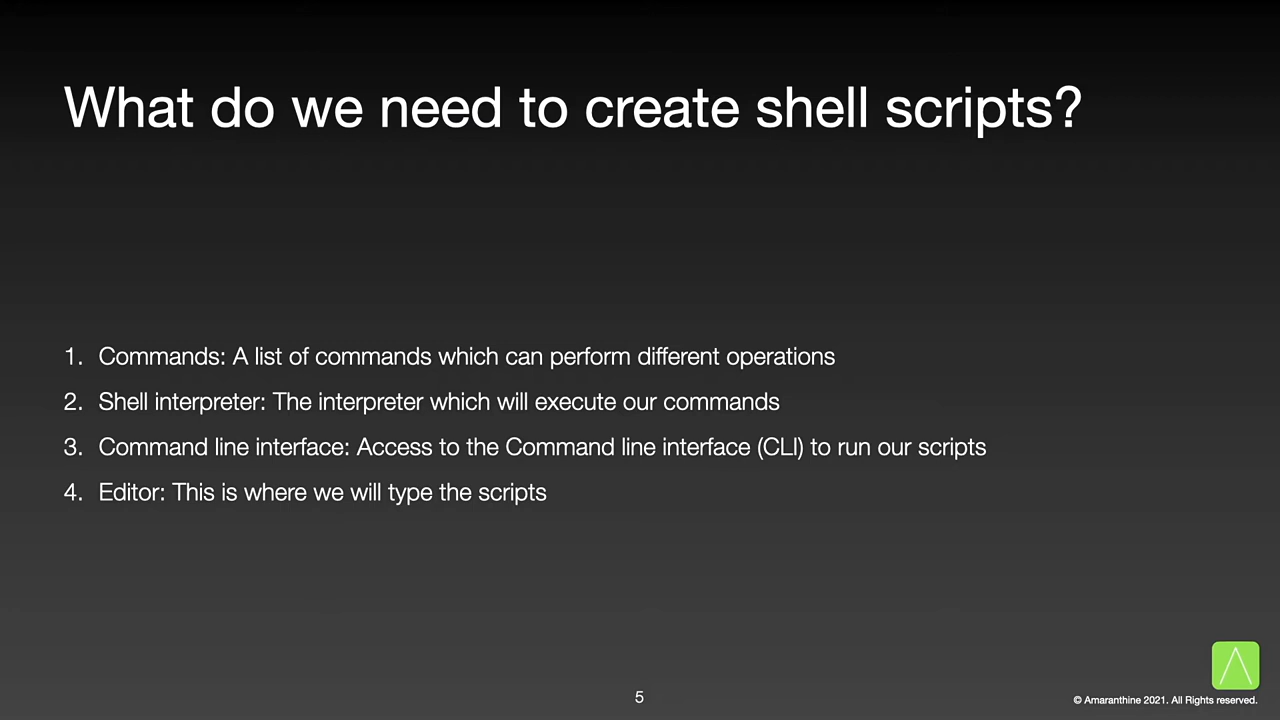 What do we need to create shell scripts?
1. Commands: A list of commands which can perform different operations
2. Shell interpreter: The interpreter which will execute our commands
3. Command line interface: Access to the Command line interface (CLI) to run our scripts
4. Editor: This is where we will type the scripts
5
© Amaranthine 2021. All Rights reserved.